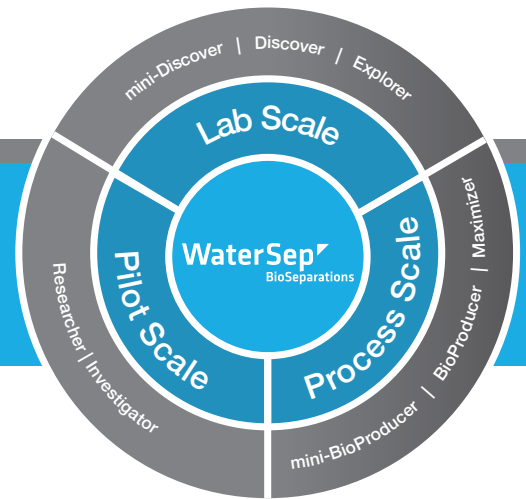 mini-Discover | Discover | Explorer
Lab Scale
WaterSep
BioSeparations
Pilot Scale
Researcher | Investigator
Process Scale
mini-BioProducer | BioProducer | Maximizer